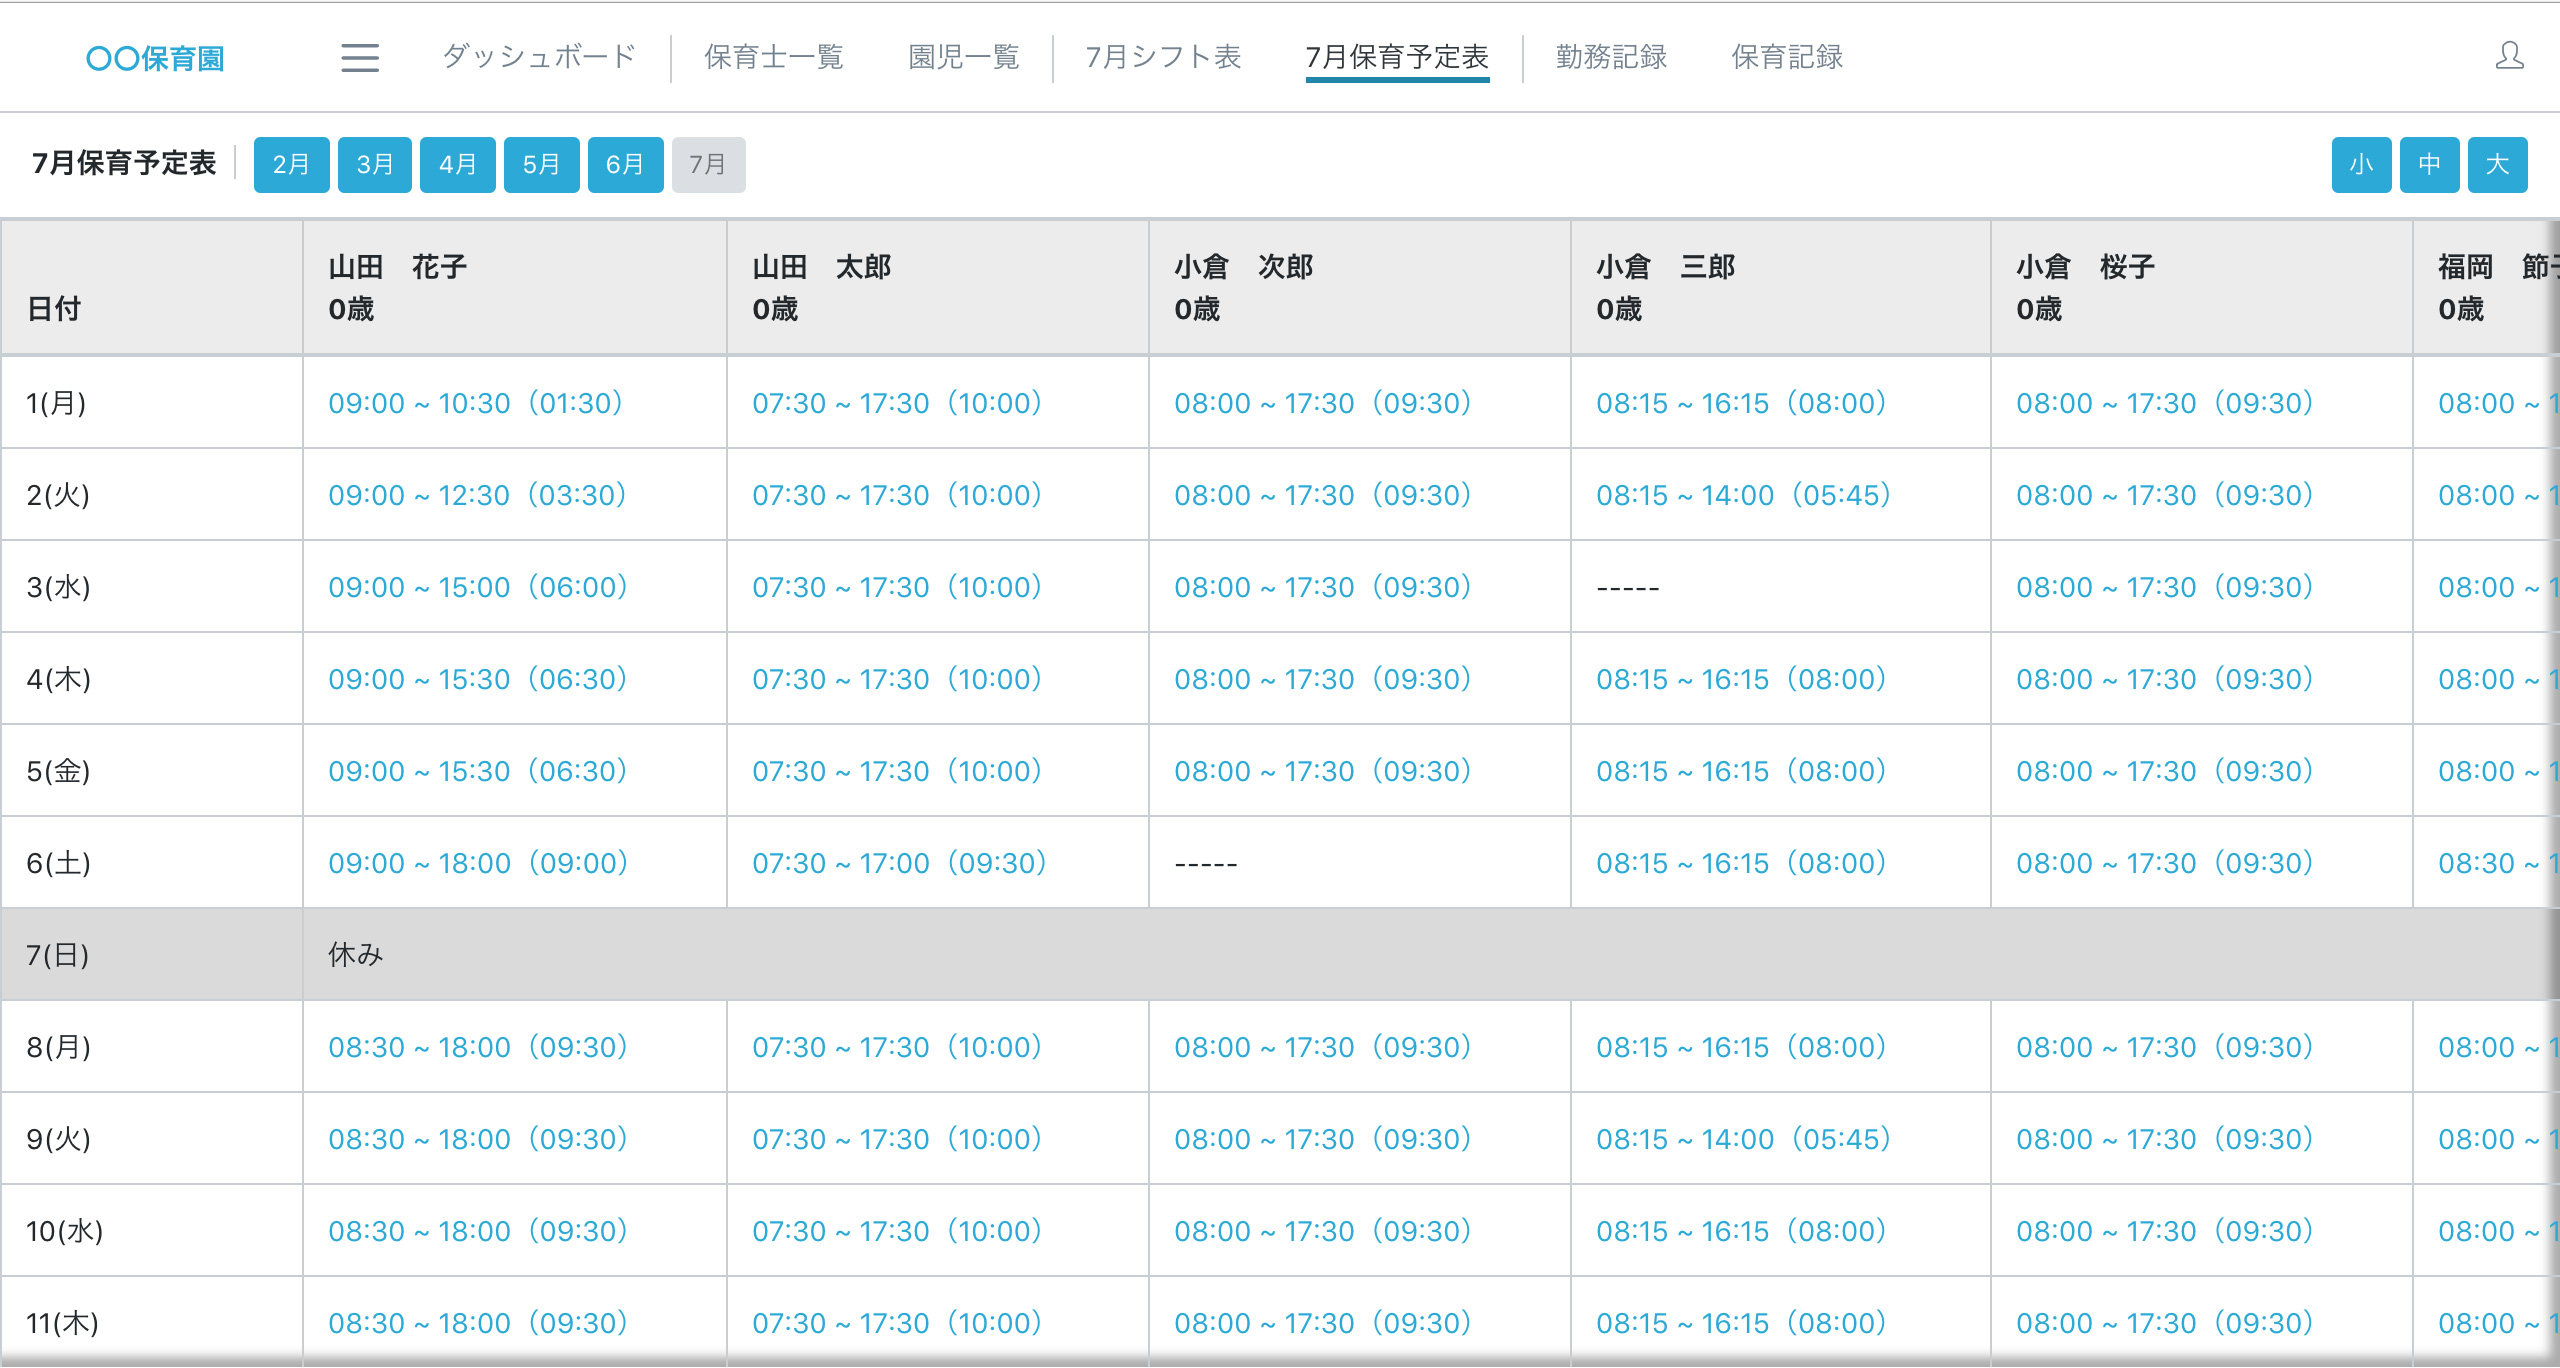 〇〇保育園 ダッシュボード 保育士一覧 園児一覧 7月シフト表 7月保育予定表 勤務記録 保育記録
7月保育予定表 2月 3月 4月 5月 6月 7月 小 中 大
日付 山田　花子 0歳 山田　太郎 0歳 小倉　次郎 0歳 小倉　三郎 0歳 小倉　桜子 0歳 福岡　節 0歳
1(月) 09:00 ~ 10:30（01:30） 07:30 ~ 17:30（10:00） 08:00 ~ 17:30（09:30） 08:15 ~ 16:15（08:00） 08:00 ~ 17:30（09:30） 08:00 ~
2(火) 09:00 ~ 12:30（03:30） 07:30 ~ 17:30（10:00） 08:00 ~ 17:30（09:30） 08:15 ~ 14:00（05:45） 08:00 ~ 17:30（09:30） 08:00 ~
3(水) 09:00 ~ 15:00（06:00） 07:30 ~ 17:30（10:00） 08:00 ~ 17:30（09:30） ----- 08:00 ~ 17:30（09:30） 08:00 ~
4(木) 09:00 ~ 15:30（06:30） 07:30 ~ 17:30（10:00） 08:00 ~ 17:30（09:30） 08:15 ~ 16:15（08:00） 08:00 ~ 17:30（09:30） 08:00 ~
5(金) 09:00 ~ 15:30（06:30） 07:30 ~ 17:30（10:00） 08:00 ~ 17:30（09:30） 08:15 ~ 16:15（08:00） 08:00 ~ 17:30（09:30） 08:00 ~
6(土) 09:00 ~ 18:00（09:00） 07:30 ~ 17:00（09:30） ----- 08:15 ~ 16:15（08:00） 08:00 ~ 17:30（09:30） 08:30 ~
7(日) 休み
8(月) 08:30 ~ 18:00（09:30） 07:30 ~ 17:30（10:00） 08:00 ~ 17:30（09:30） 08:15 ~ 16:15（08:00） 08:00 ~ 17:30（09:30） 08:00 ~
9(火) 08:30 ~ 18:00（09:30） 07:30 ~ 17:30（10:00） 08:00 ~ 17:30（09:30） 08:15 ~ 14:00（05:45） 08:00 ~ 17:30（09:30） 08:00 ~
10(水) 08:30 ~ 18:00（09:30） 07:30 ~ 17:30（10:00） 08:00 ~ 17:30（09:30） 08:15 ~ 16:15（08:00） 08:00 ~ 17:30（09:30） 08:00 ~
11(木) 08:30 ~ 18:00（09:30） 07:30 ~ 17:30（10:00） 08:00 ~ 17:30（09:30） 08:15 ~ 16:15（08:00） 08:00 ~ 17:30（09:30） 08:00 ~